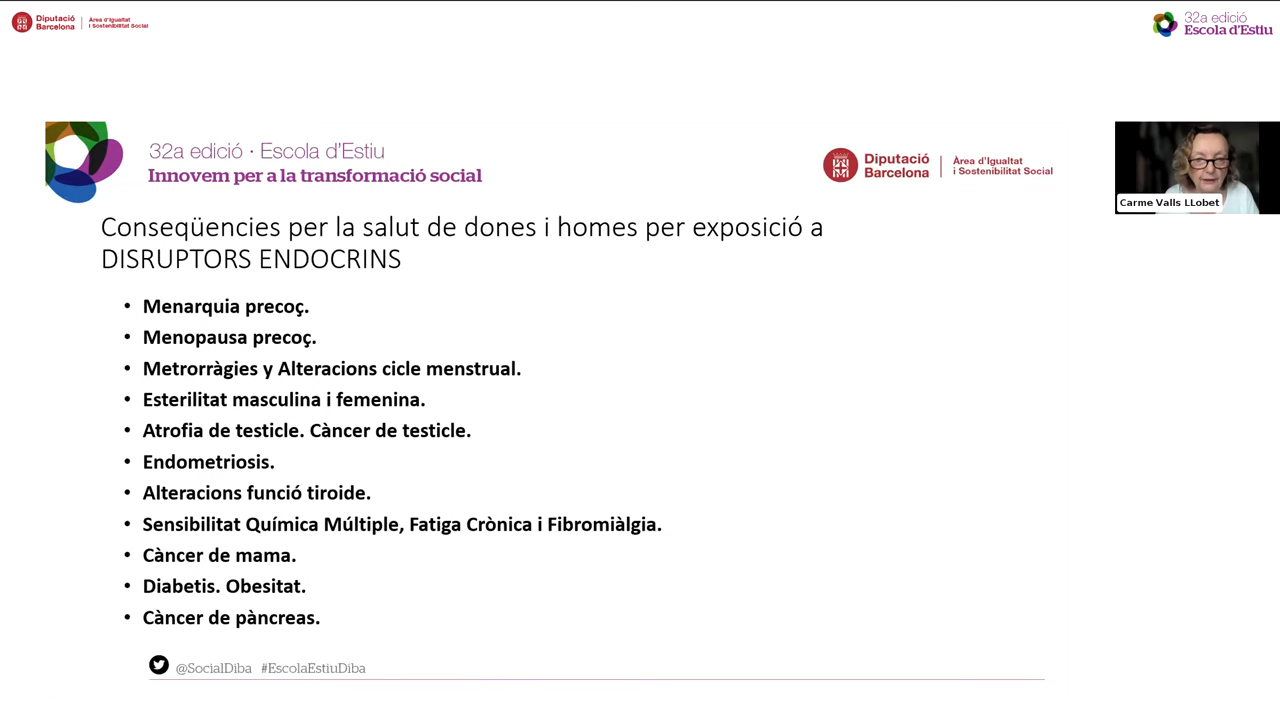 Diputació
Barcelona
Àrea d'Igualtat
i Sostenibilitat Social
32a edició
Escola d'Estiu
32a edició · Escola d'Estiu
Innovem per a la transformació social
Diputació
Barcelona
Àrea d'Igualtat
i Sostenibilitat Social
Carme Valls LLobet
Conseqüencies per la salut de dones i homes per exposició a
DISRUPTORS ENDOCRINS
• Menarquia precoç.
• Menopausa precoç.
• Metrorràgies y Alteracions cicle menstrual.
• Esterilitat masculina i femenina.
• Atrofia de testicle. Càncer de testicle.
• Endometriosis.
• Alteracions funció tiroide.
• Sensibilitat Química Múltiple, Fatiga Crònica i Fibromiàlgia.
• Càncer de mama.
• Diabetis. Obesitat.
• Càncer de pàncreas.
@SocialDiba #EscolaEstiuDiba